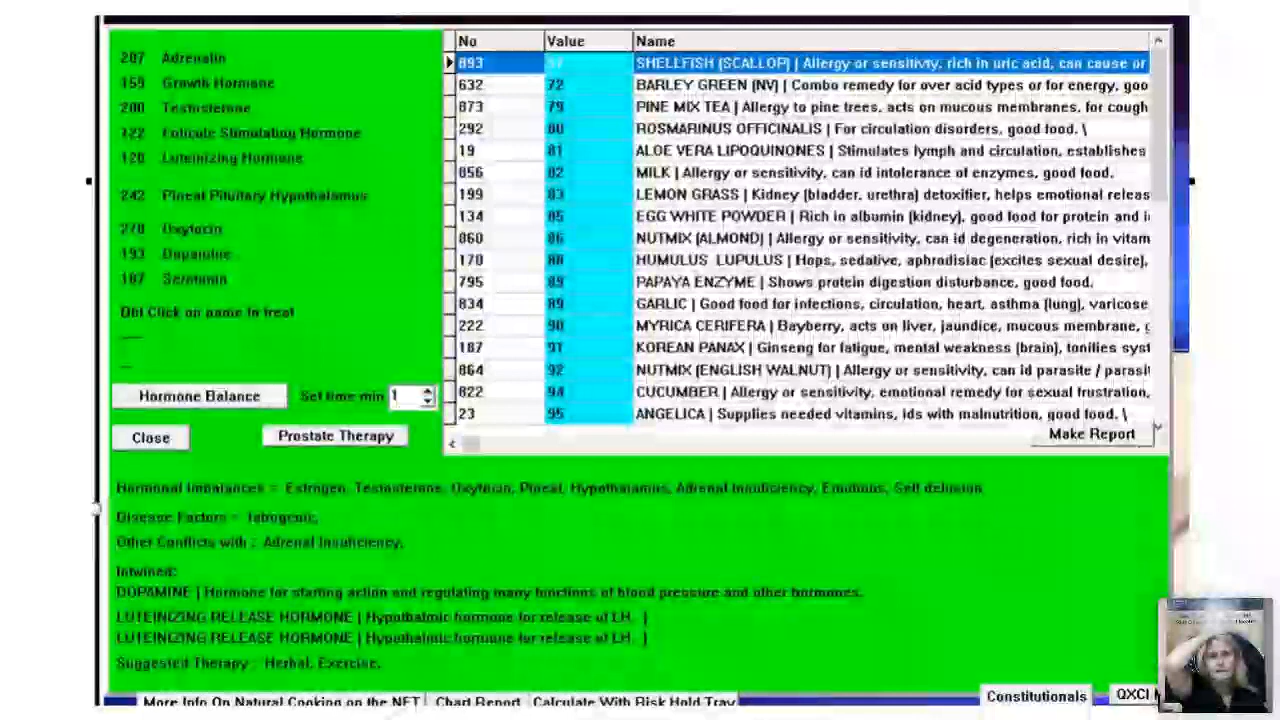 207 Adrenalin
159 Growth Hormone
200 Testosterone
122 Folicule Stimulating Hormone
120 Luteinizing Hormone
242 Pineal Pituitary Hypothalamus
270 Oxytocin
193 Dopamine
187 Serotonin
Dbl Click on name to treat
Hormone Balance Set time min 1
Close Prostate Therapy
No Value Name
893 57 SHELLFISH (SCALLOP) | Allergy or sensitivty, rich in uric acid, can cause or
632 72 BARLEY GREEN (NV) | Combo remedy for over acid types or for energy, goo
873 79 PINE MIX TEA | Allergy to pine trees, acts on mucous membranes, for cough
292 80 ROSMARINUS OFFICINALIS | For circulation disorders, good food. \
19 81 ALOE VERA LIPOQUINONES | Stimulates lymph and circulation, establishes
856 82 MILK | Allergy or sensitivity, can id intolerance of enzymes, good food.
199 83 LEMON GRASS | Kidney (bladder, urethra) detoxifier, helps emotional releas
134 85 EGG WHITE POWDER | Rich in albumin (kidney), good food for protein and i
860 86 NUTMIX (ALMOND) | Allergy or sensitivity, can id degeneration, rich in vitam
170 88 HUMULUS LUPULUS | Hops, sedative, aphrodisiac (excites sexual desire),
795 89 PAPAYA ENZYME | Shows protein digestion disturbance, good food.
834 89 GARLIC | Good food for infections, circulation, heart, asthma (lung), varicose
222 90 MYRICA CERIFERA | Bayberry, acts on liver, jaundice, mucous membrane, g
187 91 KOREAN PANAX | Ginseng for fatigue, mental weakness (brain), tonifies syst
864 92 NUTMIX (ENGLISH WALNUT) | Allergy or sensitivity, can id parasite / parasit
822 94 CUCUMBER | Allergy or sensitivity, emotional remedy for sexual frustration,
23 95 ANGELICA | Supplies needed vitamins, ids with malnutrition, good food. \
Make Report
Hormonal Imbalances = Estrogen, Testosterone, Oxytocin, Pineal, Hypothalamus, Adrenal Insuficiency, Emotions, Self delusion
Disease Factors = Iatrogenic,
Other Conflicts with : Adrenal Insuficiency,
Intwined:
DOPAMINE | Hormone for starting action and regulating many functions of blood pressure and other hormones.
LUTEINIZING RELEASE HORMONE | Hypothalmic hormone for release of LH. )
LUTEINIZING RELEASE HORMONE | Hypothalmic hormone for release of LH. )
Suggested Therapy : Herbal, Exercise,
More Info On Natural Cooking on the NET Chart Report Calculate With Risk Hold Tray Constitutionals QXCI